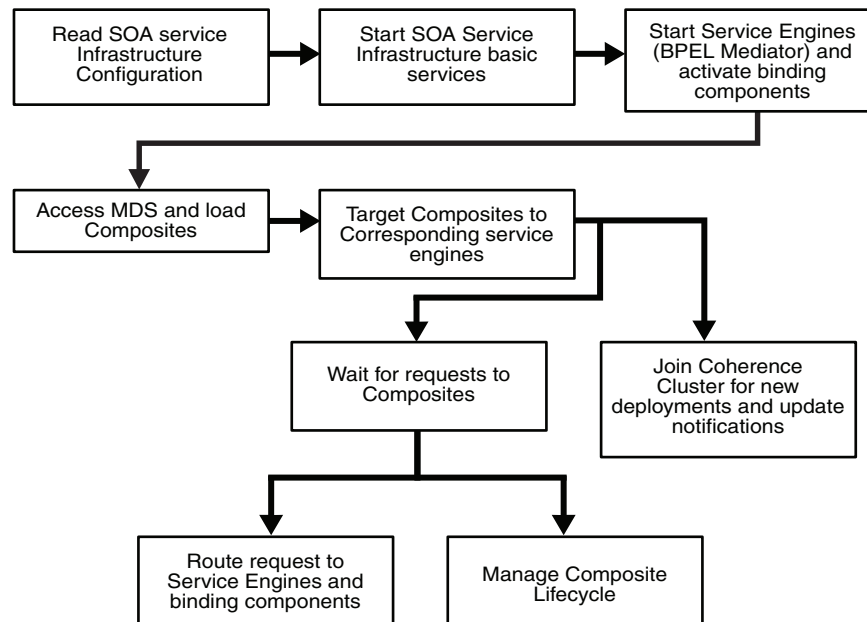 Read SOA service
Infrastructure
Configuration
Start SOA Service
Infrastructure basic
services
Start Service Engines
(BPEL Mediator) and
activate binding
components
Access MDS and load
Composites
Target Composites to
Corresponding service
engines
Wait for requests to
Composites
Join Coherence
Cluster for new
deployments and update
notifications
Route request to
Service Engines and
binding components
Manage Composite
Lifecycle